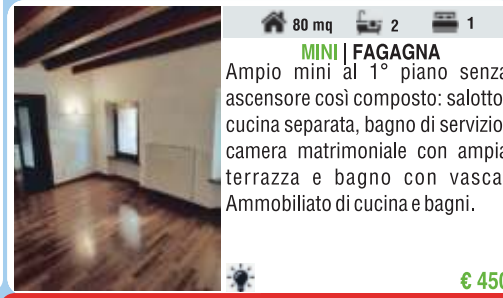 80 mq 2 1
MINI | FAGAGNA
Ampio mini al 1° piano senza
ascensore così composto: salotto,
cucina separata, bagno di servizio,
camera matrimoniale con ampia
terrazza e bagno con vasca.
Ammobiliato di cucina e bagni.
€ 450